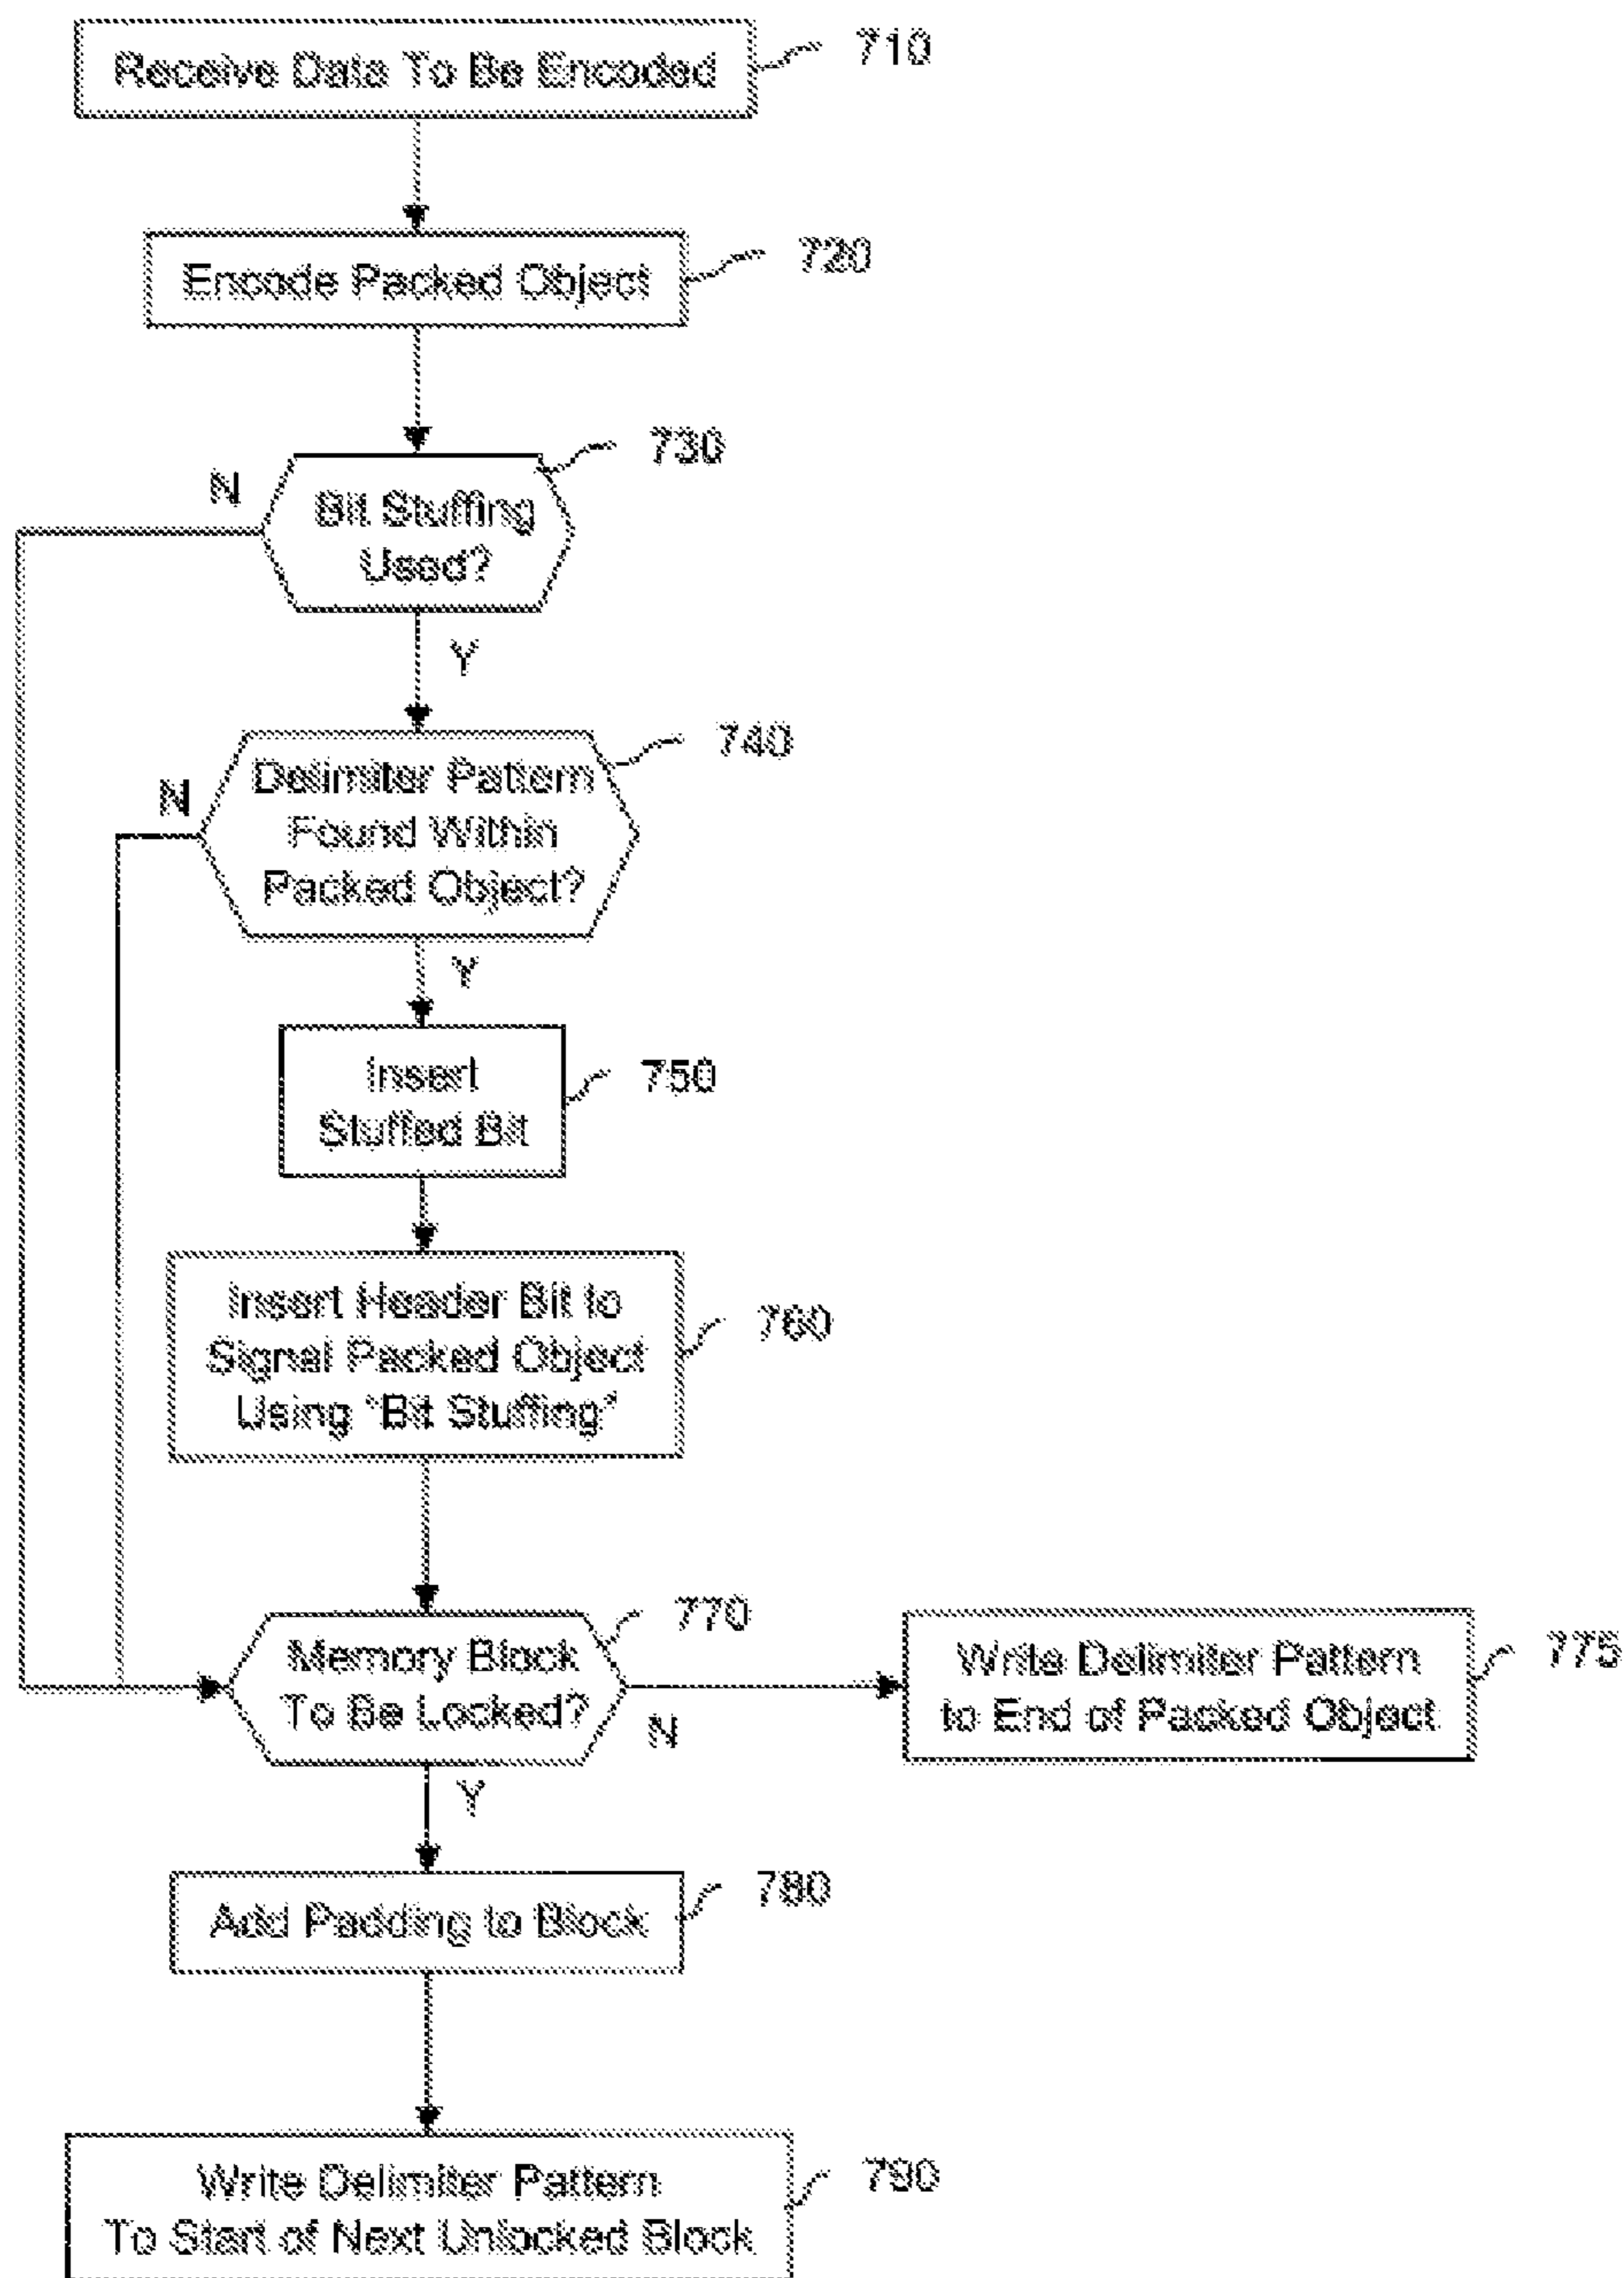 Receive Data To Be Encoded
710
Encode Packed Object
720
730
N
Bit Stuffing
Used?
Y
740
N
Delimiter Pattern
Found Within
Packed Object?
Y
Insert
Stuffed Bit
750
Insert Header Bit to
Signal Packed Object
Using "Bit Stuffing"
760
770
Memory Block
To Be Locked?
N
Write Delimiter Pattern
to End of Packed Object
775
Y
Add Padding to Block
780
Write Delimiter Pattern
To Start of Next Unlocked Block
790